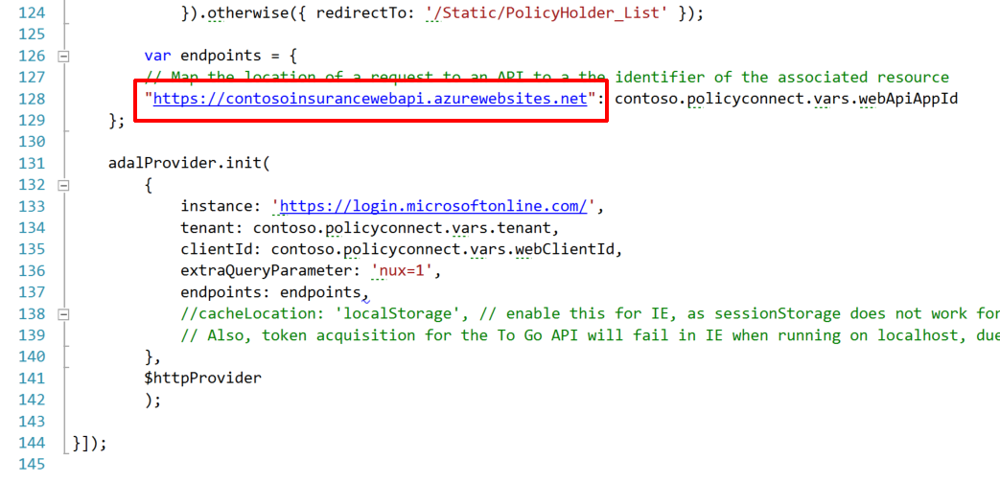 124 }).otherwise({ redirectTo: '/Static/PolicyHolder_List' });
125
126 var endpoints = {
127 // Map the location of a request to an API to a the identifier of the associated resource
128 "https://contosoinsurancewebapi.azurewebsites.net": contoso.policyconnect.vars.webApiAppId
129 };
130
131 adalProvider.init(
132 {
133 instance: 'https://login.microsoftonline.com/',
134 tenant: contoso.policyconnect.vars.tenant,
135 clientId: contoso.policyconnect.vars.webClientId,
136 extraQueryParameter: 'nux=1',
137 endpoints: endpoints,
138 //cacheLocation: 'localStorage', // enable this for IE, as sessionStorage does not work for
139 // Also, token acquisition for the To Go API will fail in IE when running on localhost, due
140 },
141 $httpProvider
142 );
143
144 }]);
145